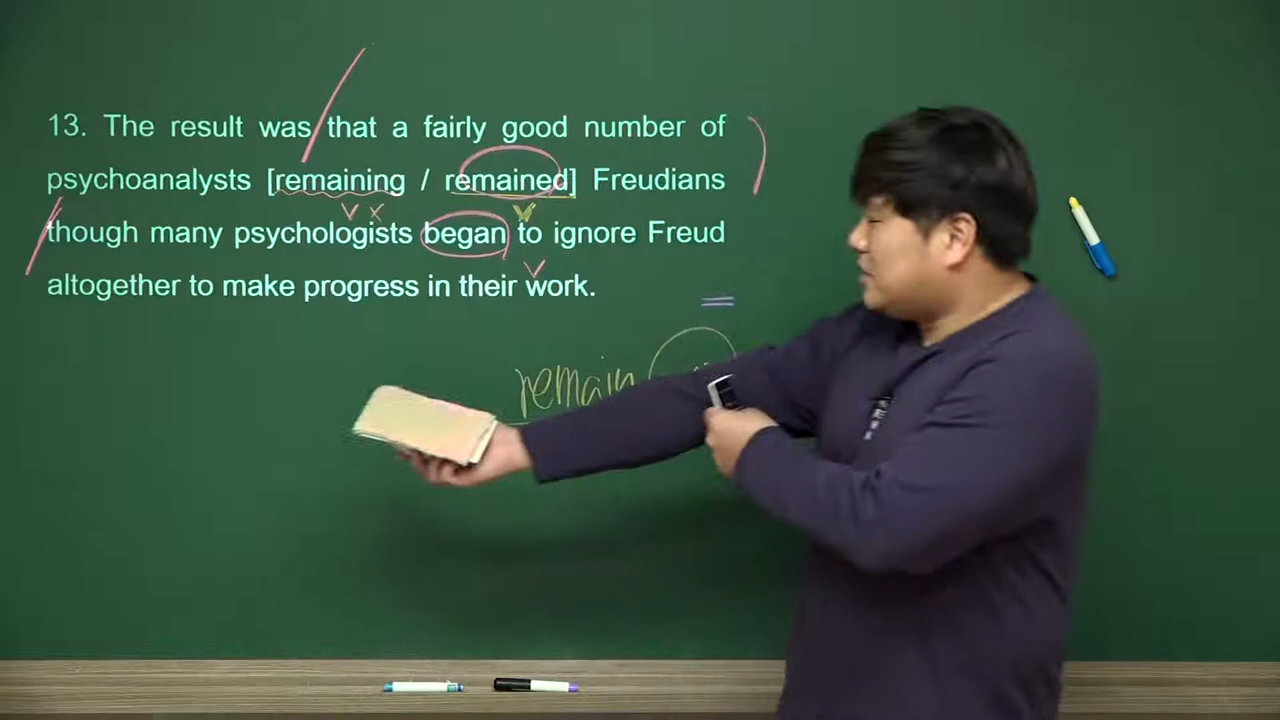 13. The result was that a fairly good number of
psychoanalysts [remaining / remained] Freudians
though many psychologists began to ignore Freud
altogether to make progress in their work.
remain